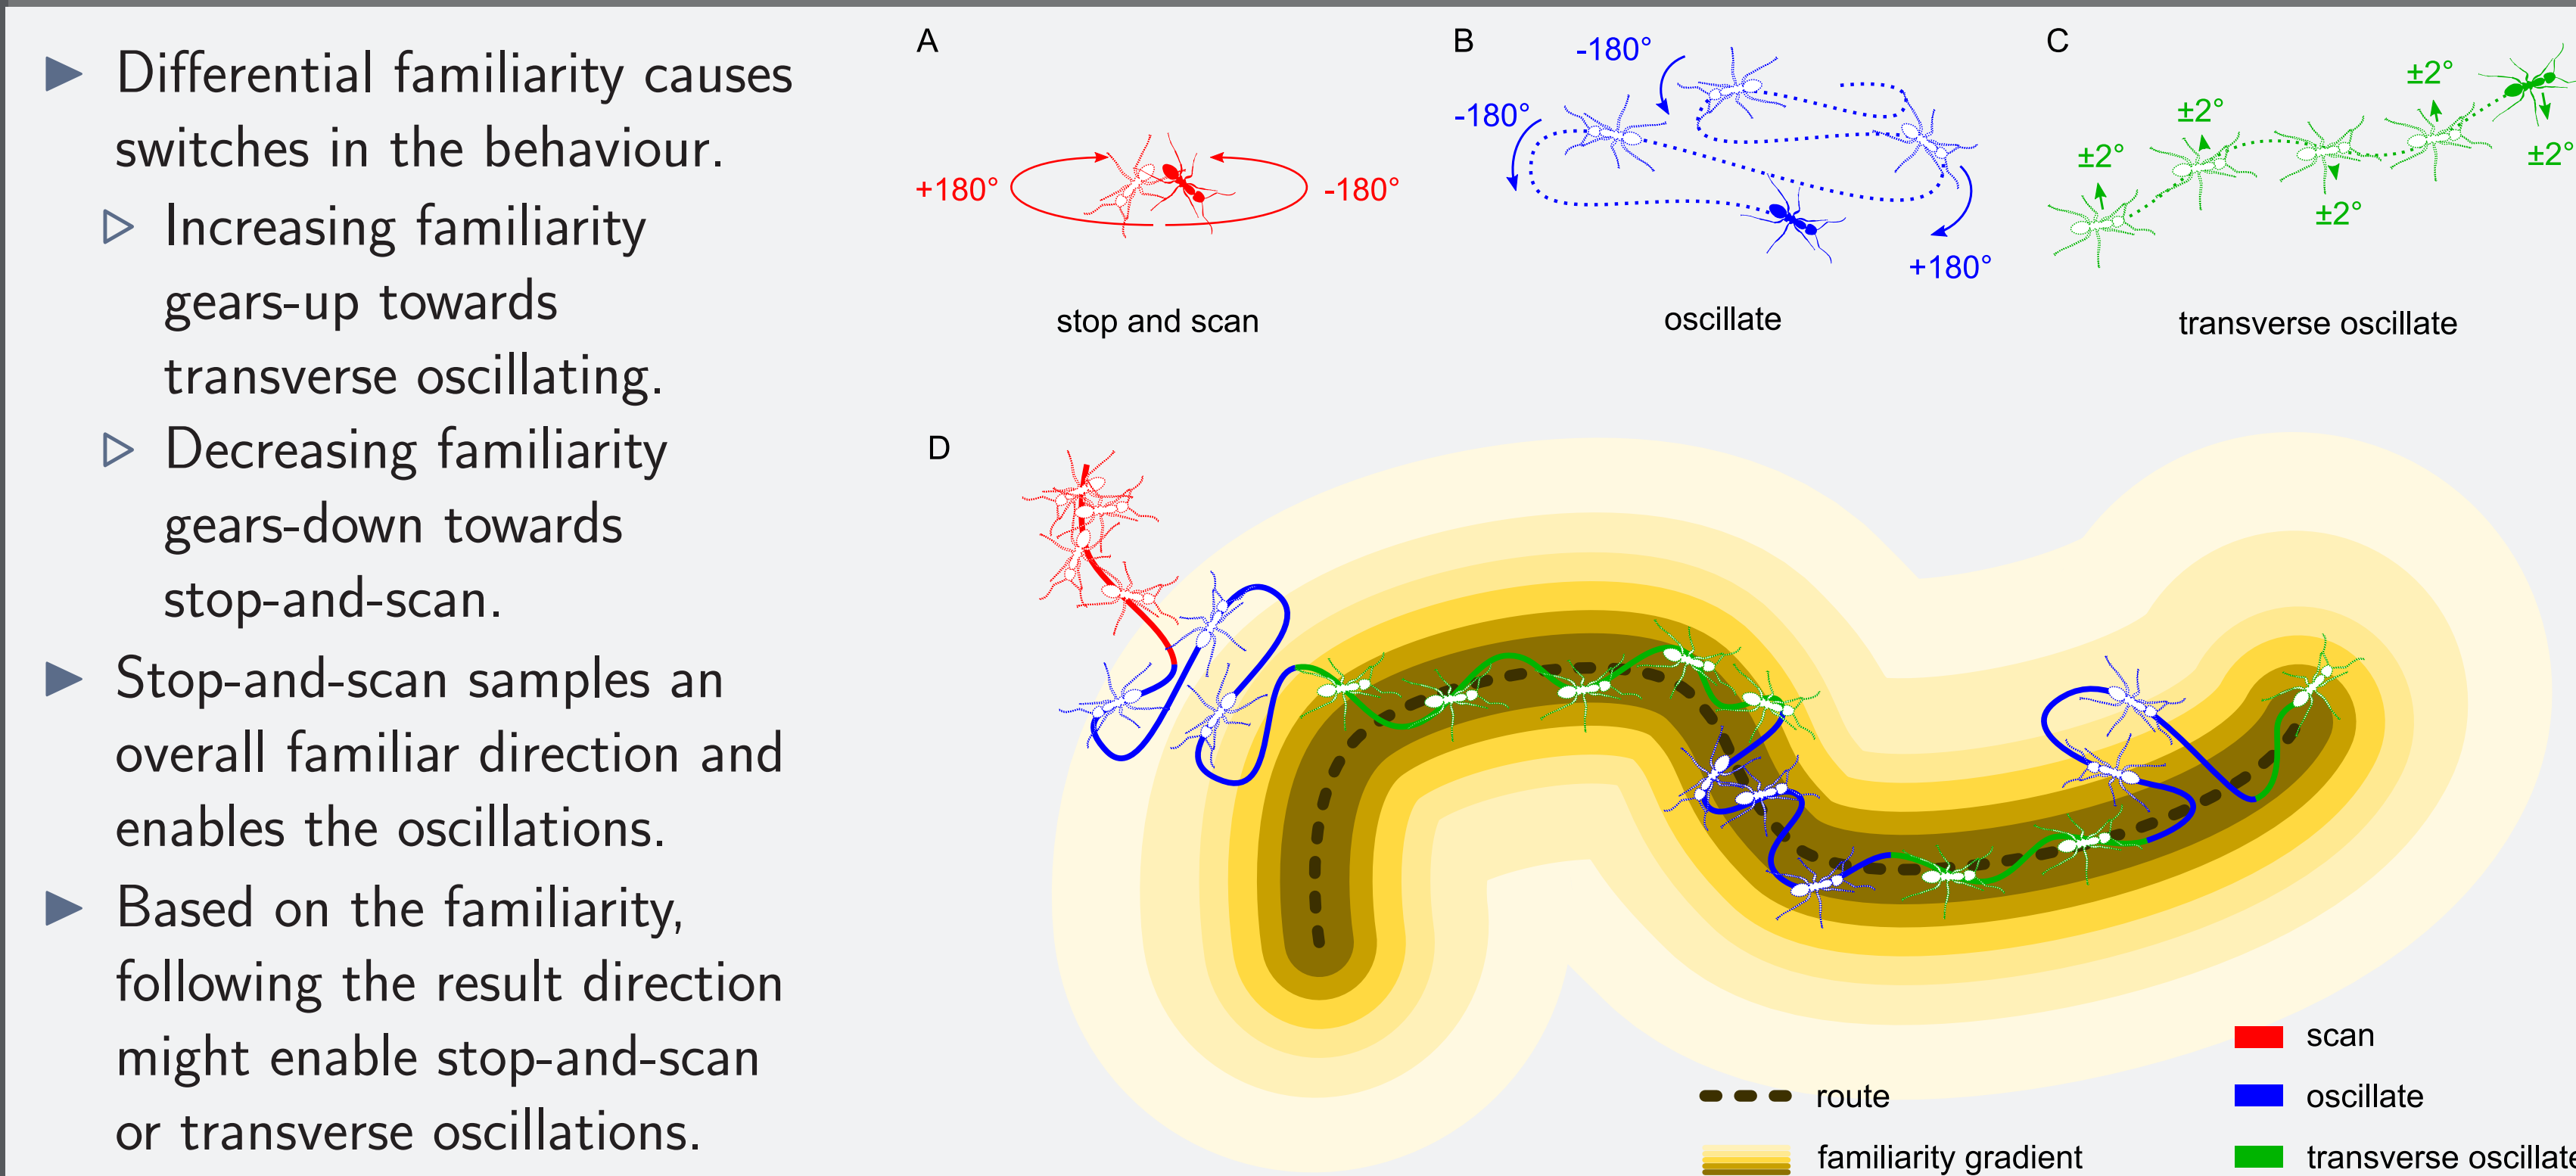 Differential familiarity causes
switches in the behaviour.
Increasing familiarity
gears-up towards
transverse oscillating.
Decreasing familiarity
gears-down towards
stop-and-scan.
Stop-and-scan samples an
overall familiar direction and
enables the oscillations.
Based on the familiarity,
following the result direction
might enable stop-and-scan
or transverse oscillations.
A
+180°
-180°
stop and scan
B
-180°
-180°
+180°
oscillate
C
±2°
±2°
±2°
±2°
±2°
transverse oscillate
D
route
familiarity gradient
scan
oscillate
transverse oscillate